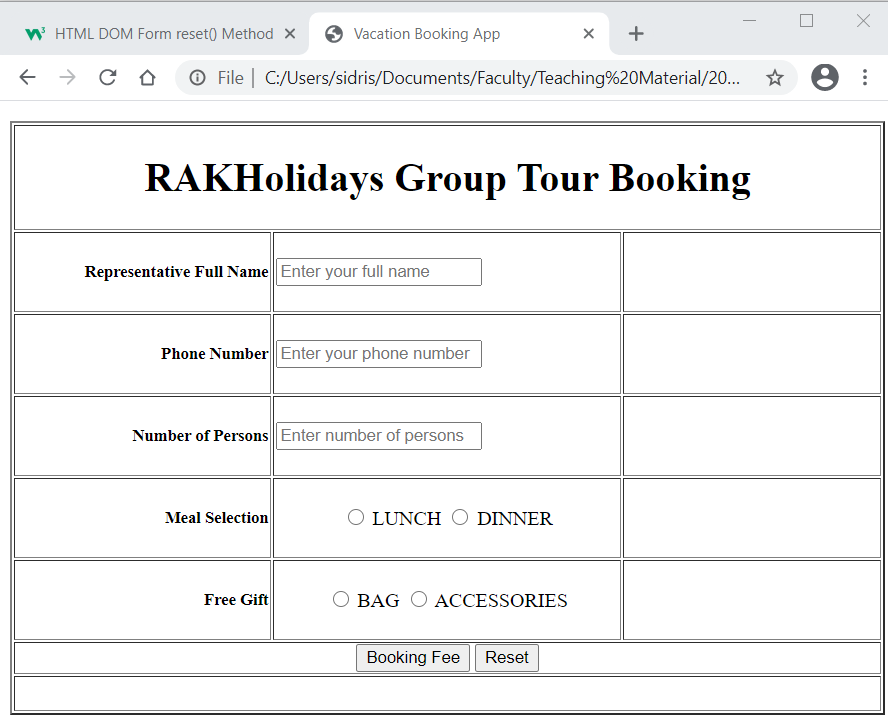 HTML DOM Form reset() Method Vacation Booking App
File | C:/Users/sidris/Documents/Faculty/Teaching%20Material/20...
RAKHolidays Group Tour Booking
Representative Full Name Enter your full name
Phone Number Enter your phone number
Number of Persons Enter number of persons
Meal Selection LUNCH DINNER
Free Gift BAG ACCESSORIES
Booking Fee Reset